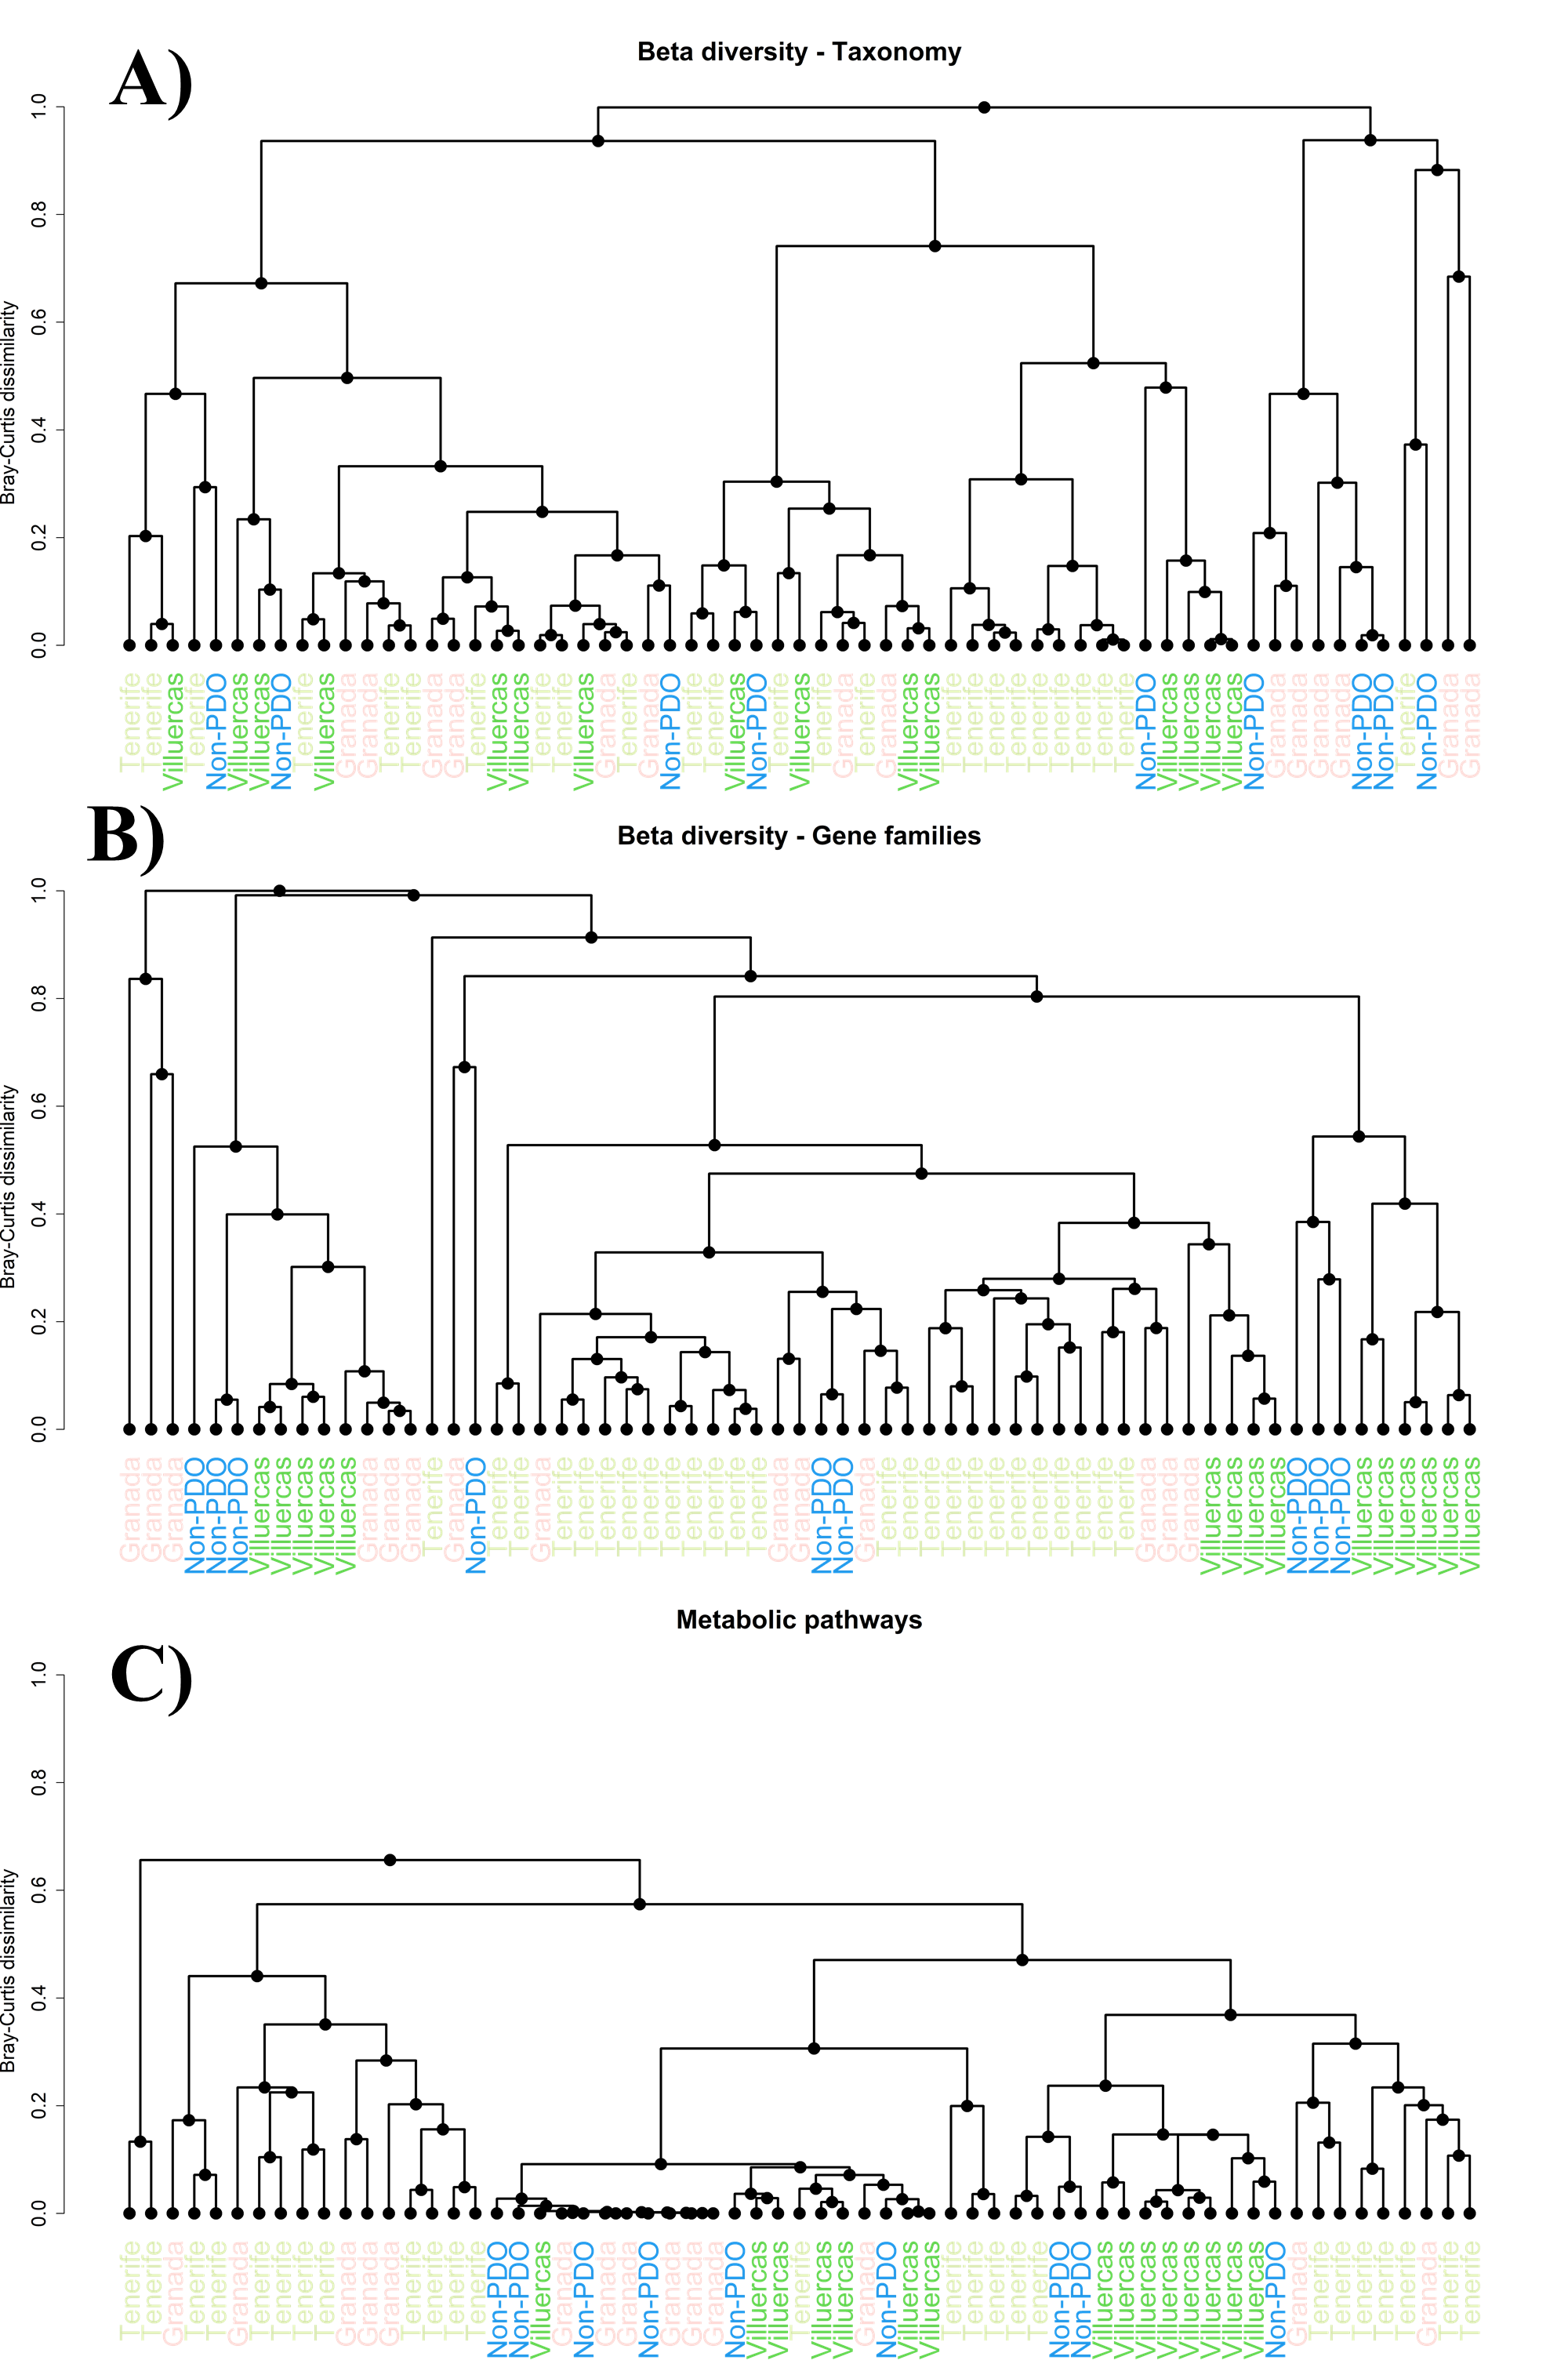 A)
Beta diversity - Taxonomy
Bray-Curtis dissimilarity
1.0
0.8
0.6
0.4
0.2
0.0
Tenerife
Tenerife
Villuercas
Tenerife
Non-PDO
Villuercas
Villuercas
Non-PDO
Tenerife
Villuercas
Granada
Granada
Tenerife
Tenerife
Granada
Granada
Tenerife
Villuercas
Villuercas
Tenerife
Tenerife
Villuercas
Granada
Tenerife
Granada
Non-PDO
Tenerife
Tenerife
Villuercas
Non-PDO
Tenerife
Villuercas
Tenerife
Granada
Tenerife
Granada
Villuercas
Villuercas
Tenerife
Tenerife
Tenerife
Tenerife
Tenerife
Tenerife
Tenerife
Tenerife
Tenerife
Non-PDO
Villuercas
Villuercas
Villuercas
Villuercas
Non-PDO
Granada
Granada
Granada
Granada
Non-PDO
Non-PDO
Tenerife
Non-PDO
Granada
Granada
B)
Beta diversity - Gene families
Bray-Curtis dissimilarity
1.0
0.8
0.6
0.4
0.2
0.0
Granada
Granada
Granada
Non-PDO
Non-PDO
Non-PDO
Villuercas
Villuercas
Villuercas
Villuercas
Villuercas
Granada
Granada
Granada
Tenerife
Granada
Non-PDO
Tenerife
Tenerife
Granada
Tenerife
Tenerife
Tenerife
Tenerife
Tenerife
Tenerife
Tenerife
Tenerife
Tenerife
Tenerife
Granada
Granada
Non-PDO
Non-PDO
Granada
Tenerife
Tenerife
Tenerife
Tenerife
Tenerife
Tenerife
Tenerife
Tenerife
Tenerife
Tenerife
Tenerife
Tenerife
Granada
Granada
Granada
Villuercas
Villuercas
Villuercas
Villuercas
Non-PDO
Non-PDO
Non-PDO
Villuercas
Villuercas
Villuercas
Villuercas
Villuercas
Villuercas
C)
Metabolic pathways
Bray-Curtis dissimilarity
1.0
0.8
0.6
0.4
0.2
0.0
Tenerife
Tenerife
Granada
Tenerife
Tenerife
Granada
Tenerife
Tenerife
Tenerife
Tenerife
Granada
Granada
Granada
Tenerife
Tenerife
Tenerife
Tenerife
Non-PDO
Non-PDO
Villuercas
Granada
Non-PDO
Granada
Granada
Non-PDO
Granada
Granada
Granada
Non-PDO
Villuercas
Villuercas
Tenerife
Villuercas
Villuercas
Granada
Non-PDO
Villuercas
Villuercas
Tenerife
Tenerife
Tenerife
Tenerife
Tenerife
Non-PDO
Non-PDO
Villuercas
Villuercas
Villuercas
Villuercas
Villuercas
Villuercas
Villuercas
Villuercas
Non-PDO
Granada
Tenerife
Tenerife
Tenerife
Tenerife
Tenerife
Granada
Tenerife
Tenerife